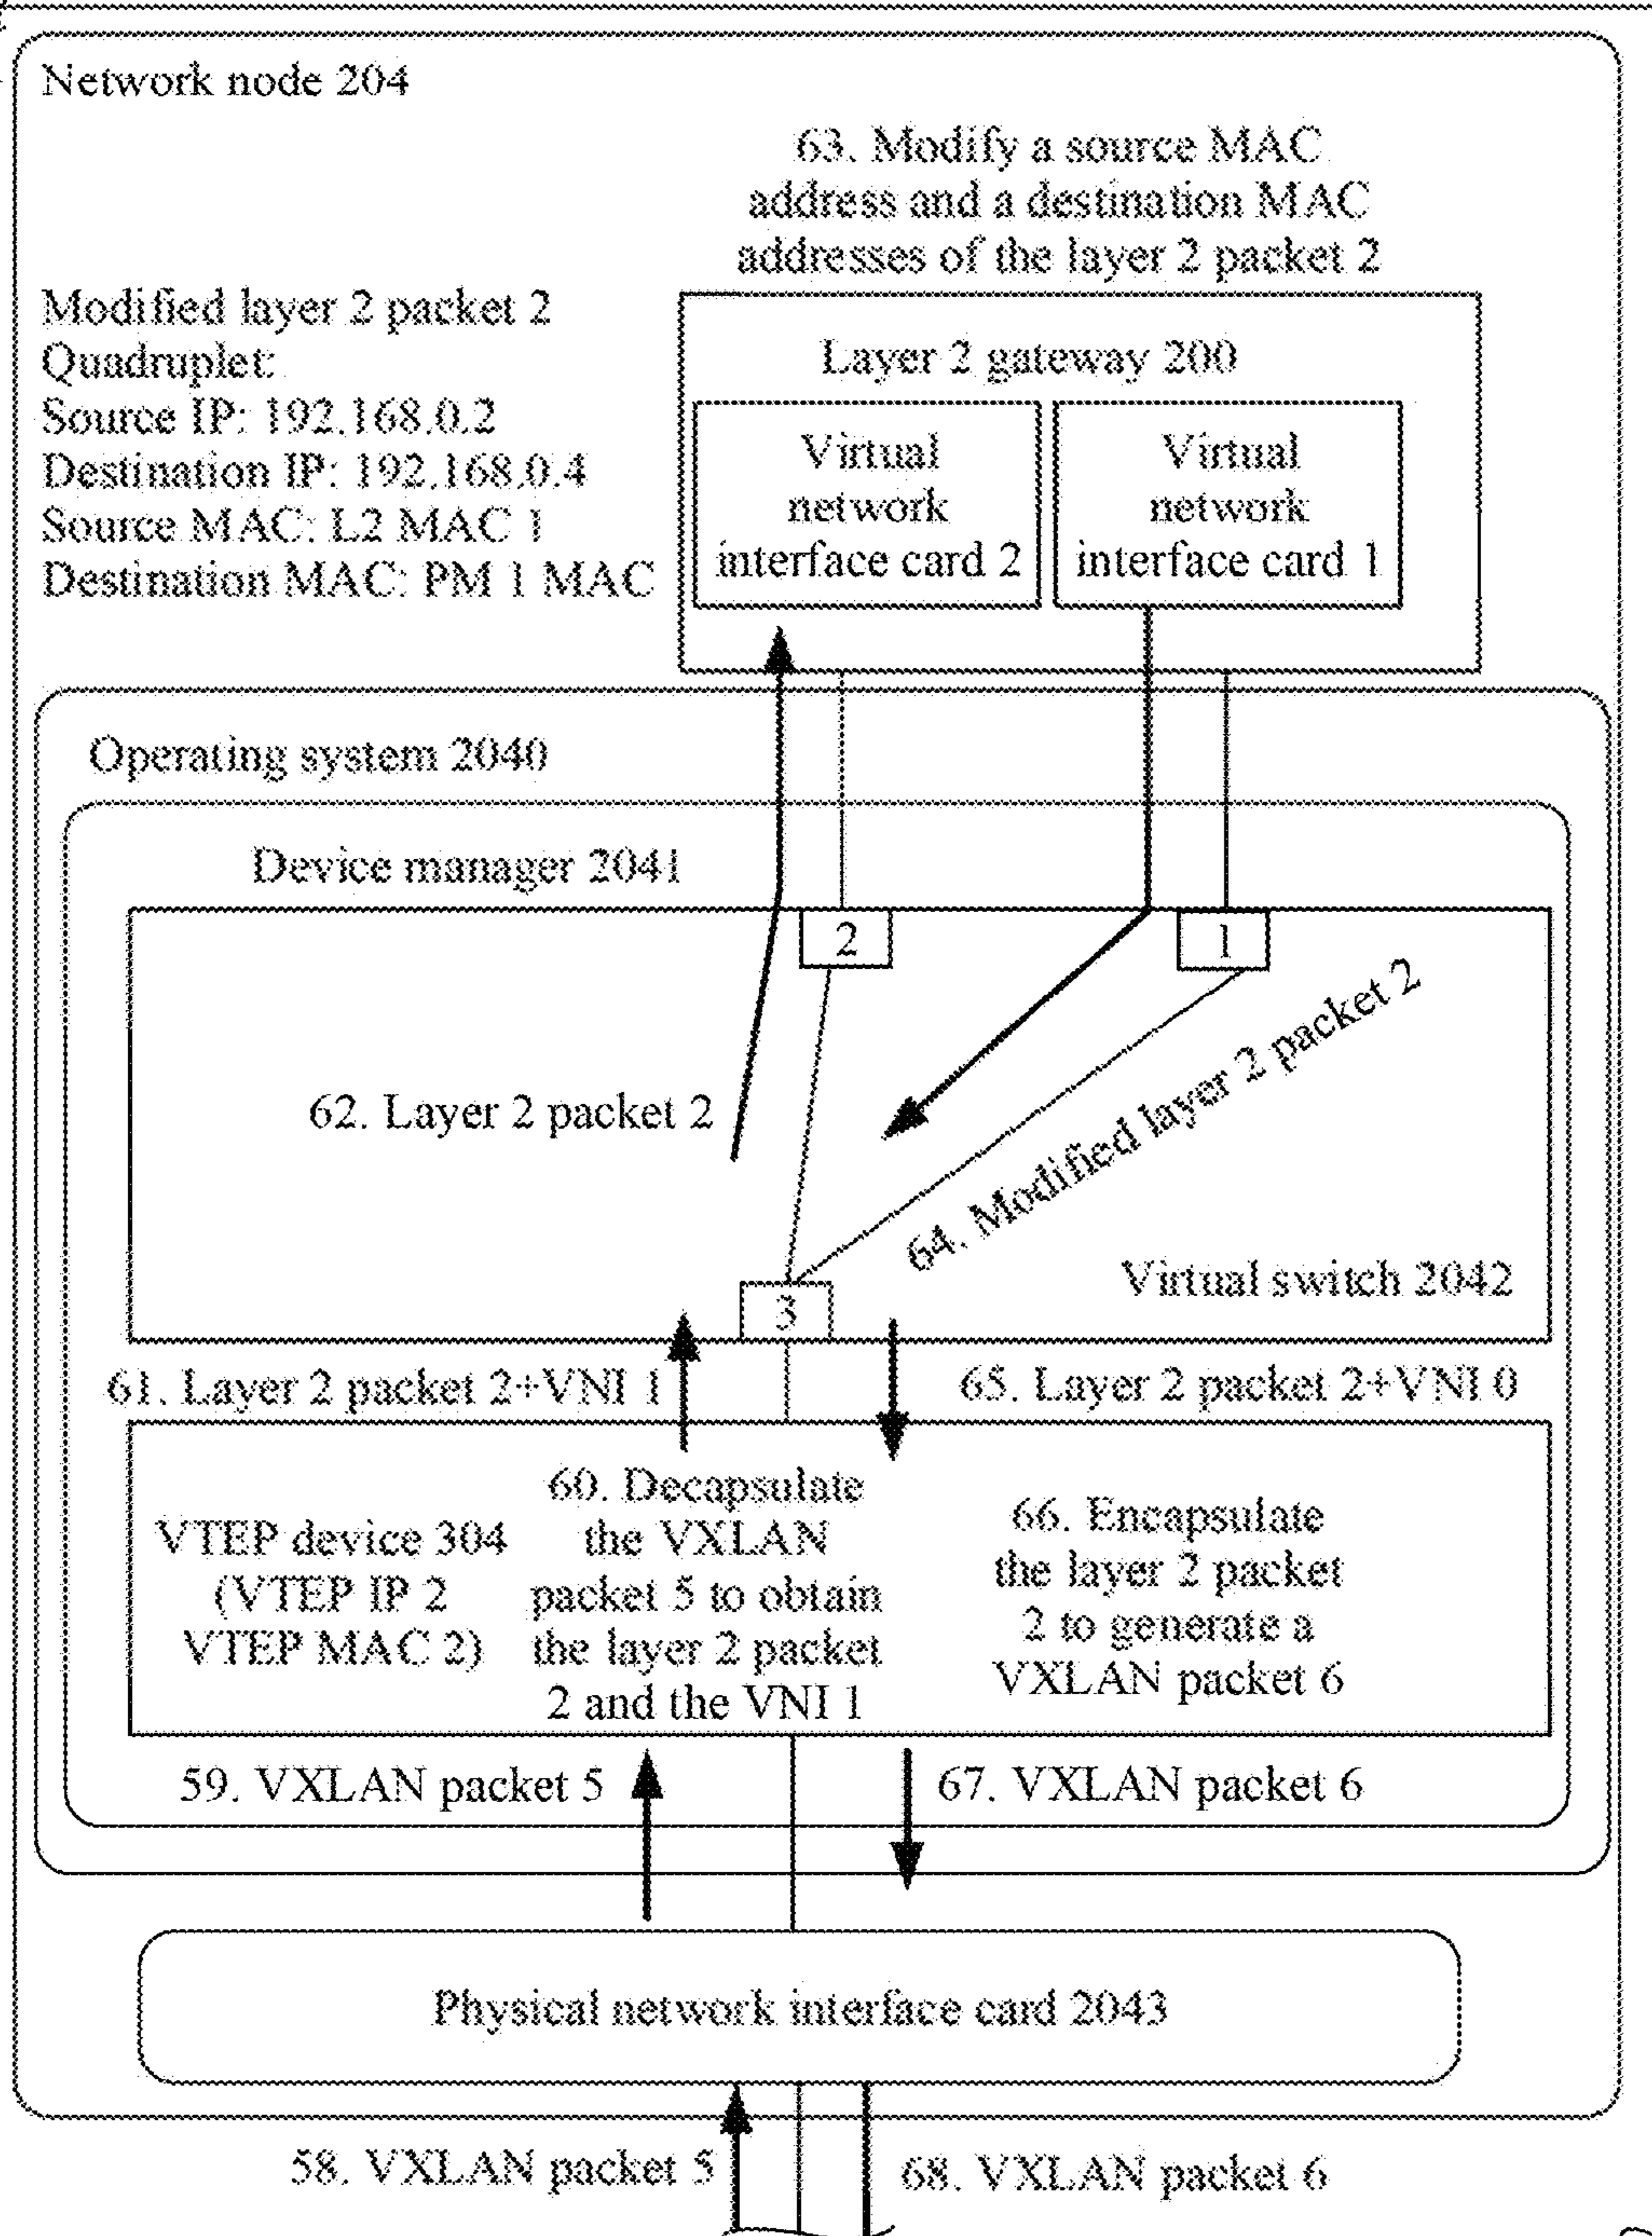 Network node 204
63. Modify a source MAC
address and a destination MAC
addresses of the layer 2 packet 2
Modified layer 2 packet 2
Quadruplet:
Source IP: 192.168.0.2
Destination IP: 192.168.0.4
Source MAC: L2 MAC 1
Destination MAC: PM 1 MAC
Layer 2 gateway 200
Virtual
network
interface card 2
Virtual
network
interface card 1
Operating system 2040
Device manager 2041
2
1
62. Layer 2 packet 2
64. Modified layer 2 packet 2
Virtual switch 2042
3
61. Layer 2 packet 2+VNI 1
65. Layer 2 packet 2+VNI 0
VTEP device 304
(VTEP IP 2
VTEP MAC 2)
60. Decapsulate
the VXLAN
packet 5 to obtain
the layer 2 packet
2 and the VNI 1
66. Encapsulate
the layer 2 packet
2 to generate a
VXLAN packet 6
59. VXLAN packet 5
67. VXLAN packet 6
Physical network interface card 2043
58. VXLAN packet 5
68. VXLAN packet 6